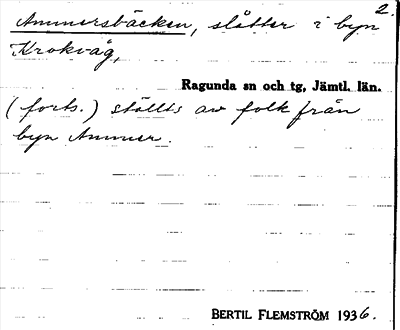 2.
Ammersbäcken, slåtter i byn
Krokvåg,
Ragunda sn och tg, Jämtl. län.
(forts.) ställts av folk från
byn Ammer.
BERTIL FLEMSTRÖM 1936.